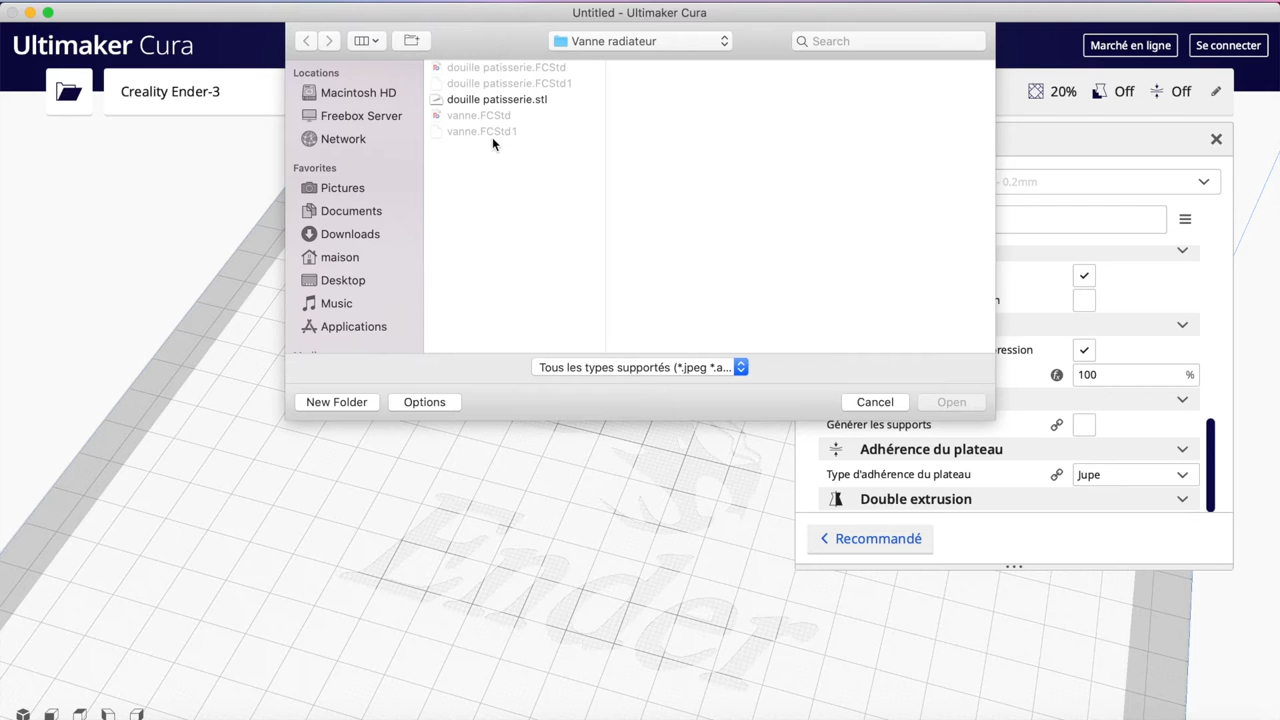 Untitled - Ultimaker Cura
Ultimaker Cura
Marché en ligne
Se connecter
Vanne radiateur
Search
Creality Ender-3
20%
Off
Off
Locations
Macintosh HD
Freebox Server
Network
Favorites
Pictures
Documents
Downloads
maison
Desktop
Music
Applications
douille patisserie.FCStd
douille patisserie.FCStd1
douille patisserie.stl
vanne.FCStd
vanne.FCStd1
- 0.2mm
ression
100 %
Tous les types supportés (*.jpeg *.a...
New Folder
Options
Cancel
Open
Générer les supports
Adhérence du plateau
Type d'adhérence du plateau
Jupe
Double extrusion
Recommandé
Ender